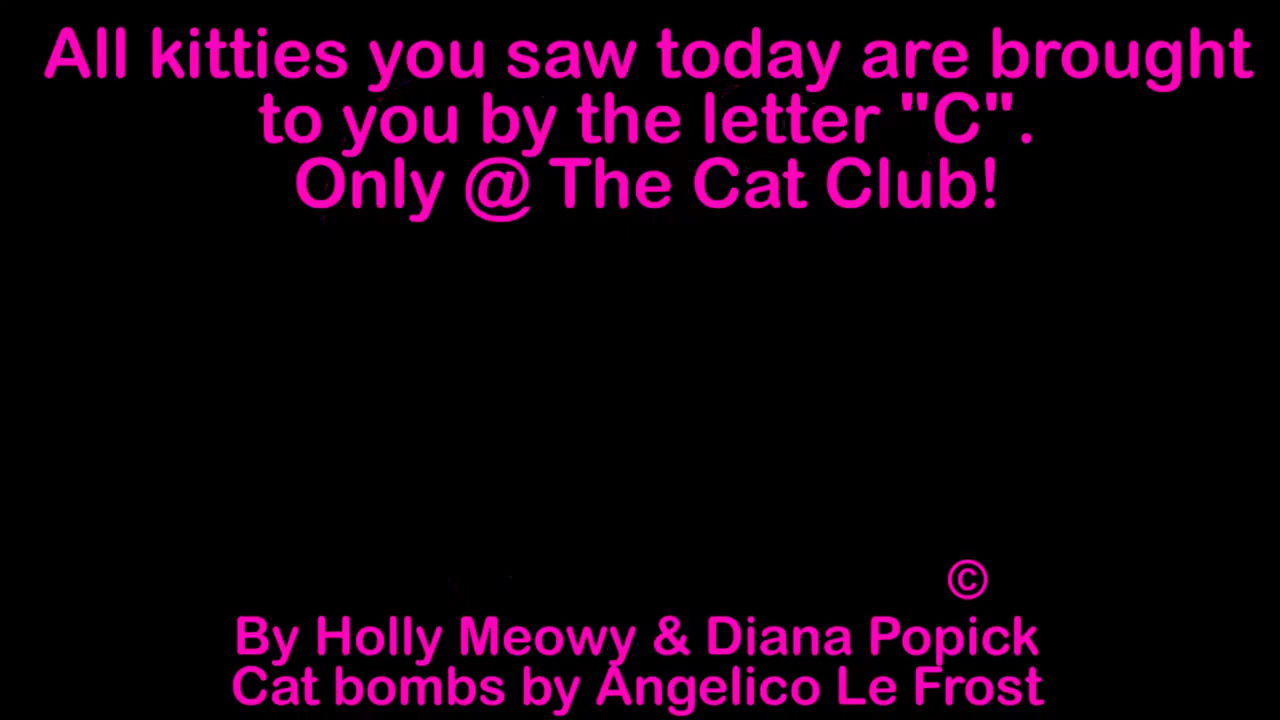 All kitties you saw today are brought
to you by the letter "C".
Only @ The Cat Club!
©
By Holly Meowy & Diana Popick
Cat bombs by Angelico Le Frost